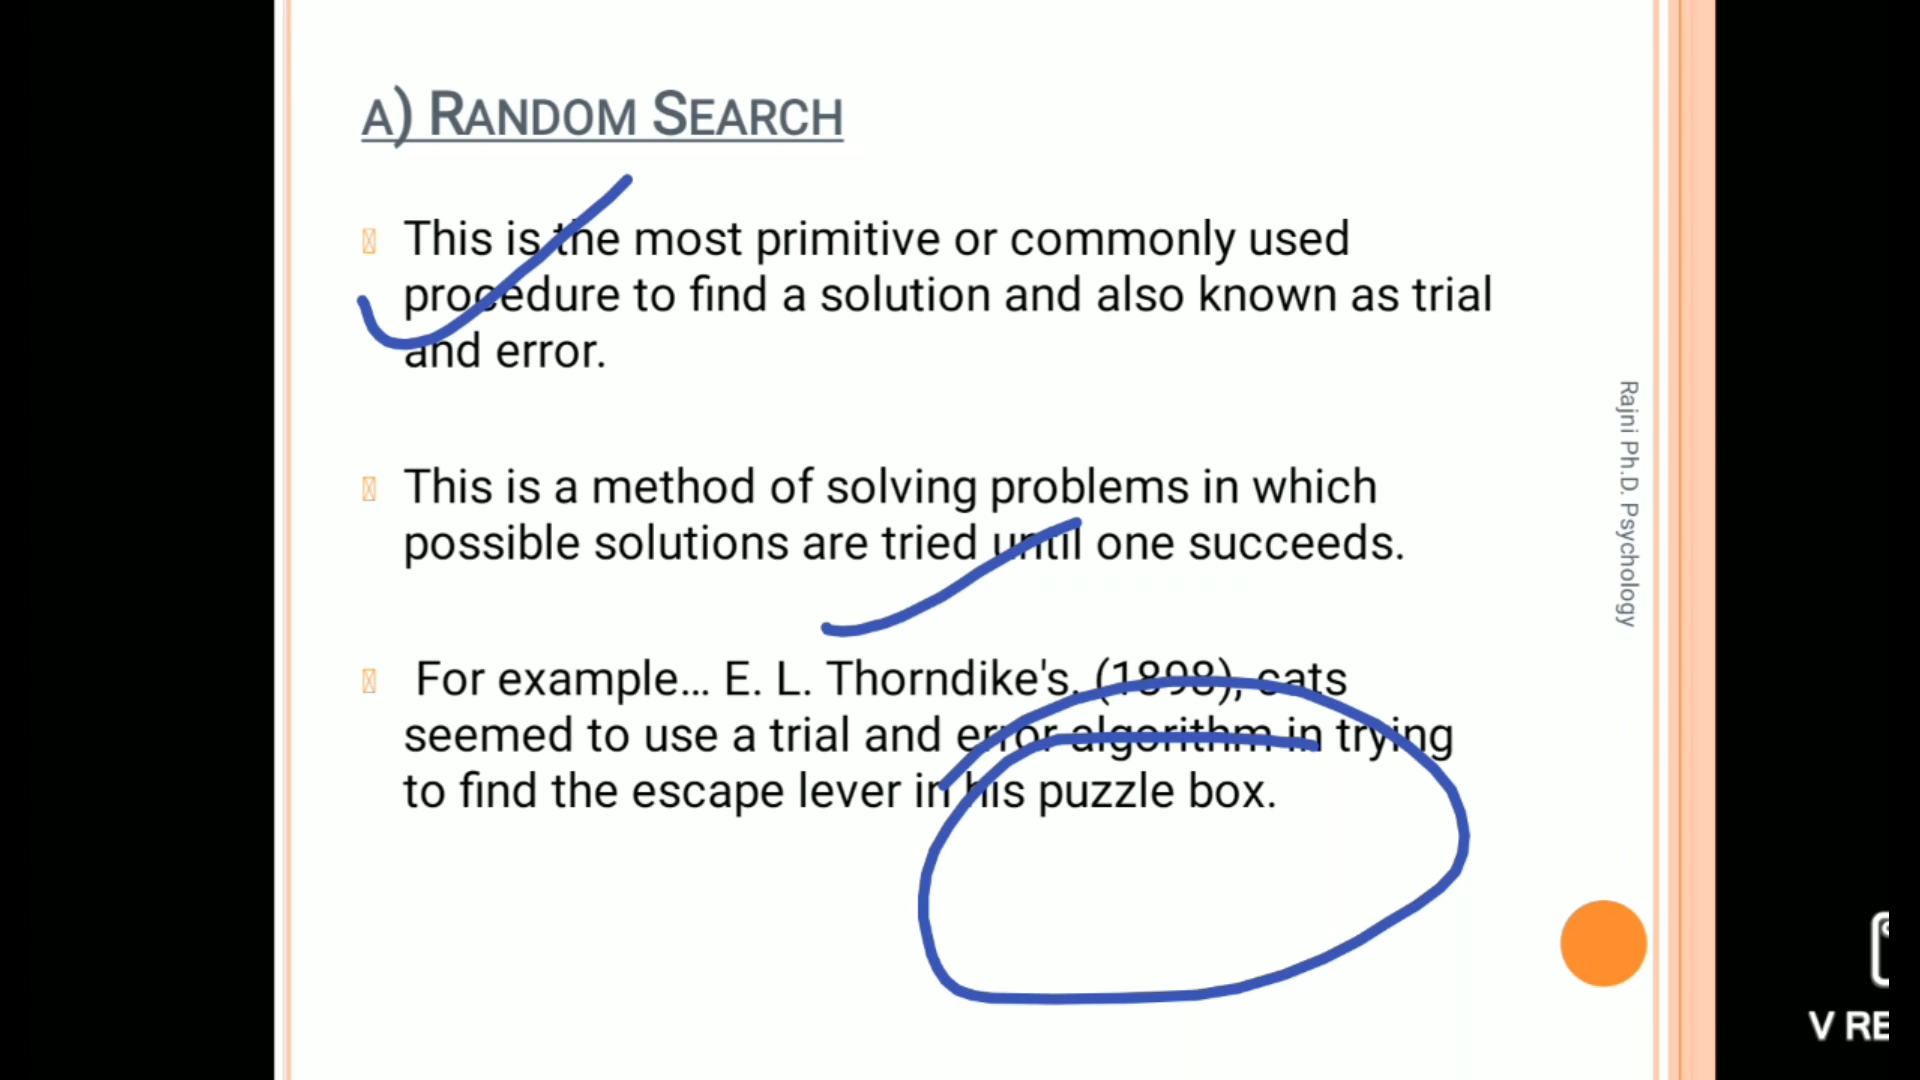 A) RANDOM SEARCH
This is the most primitive or commonly used
procedure to find a solution and also known as trial
and error.
This is a method of solving problems in which
possible solutions are tried until one succeeds.
For example... E. L. Thorndike's. (1898), cats
seemed to use a trial and error algorithm in trying
to find the escape lever in his puzzle box.
Rajni Ph.D. Psychology
V RE